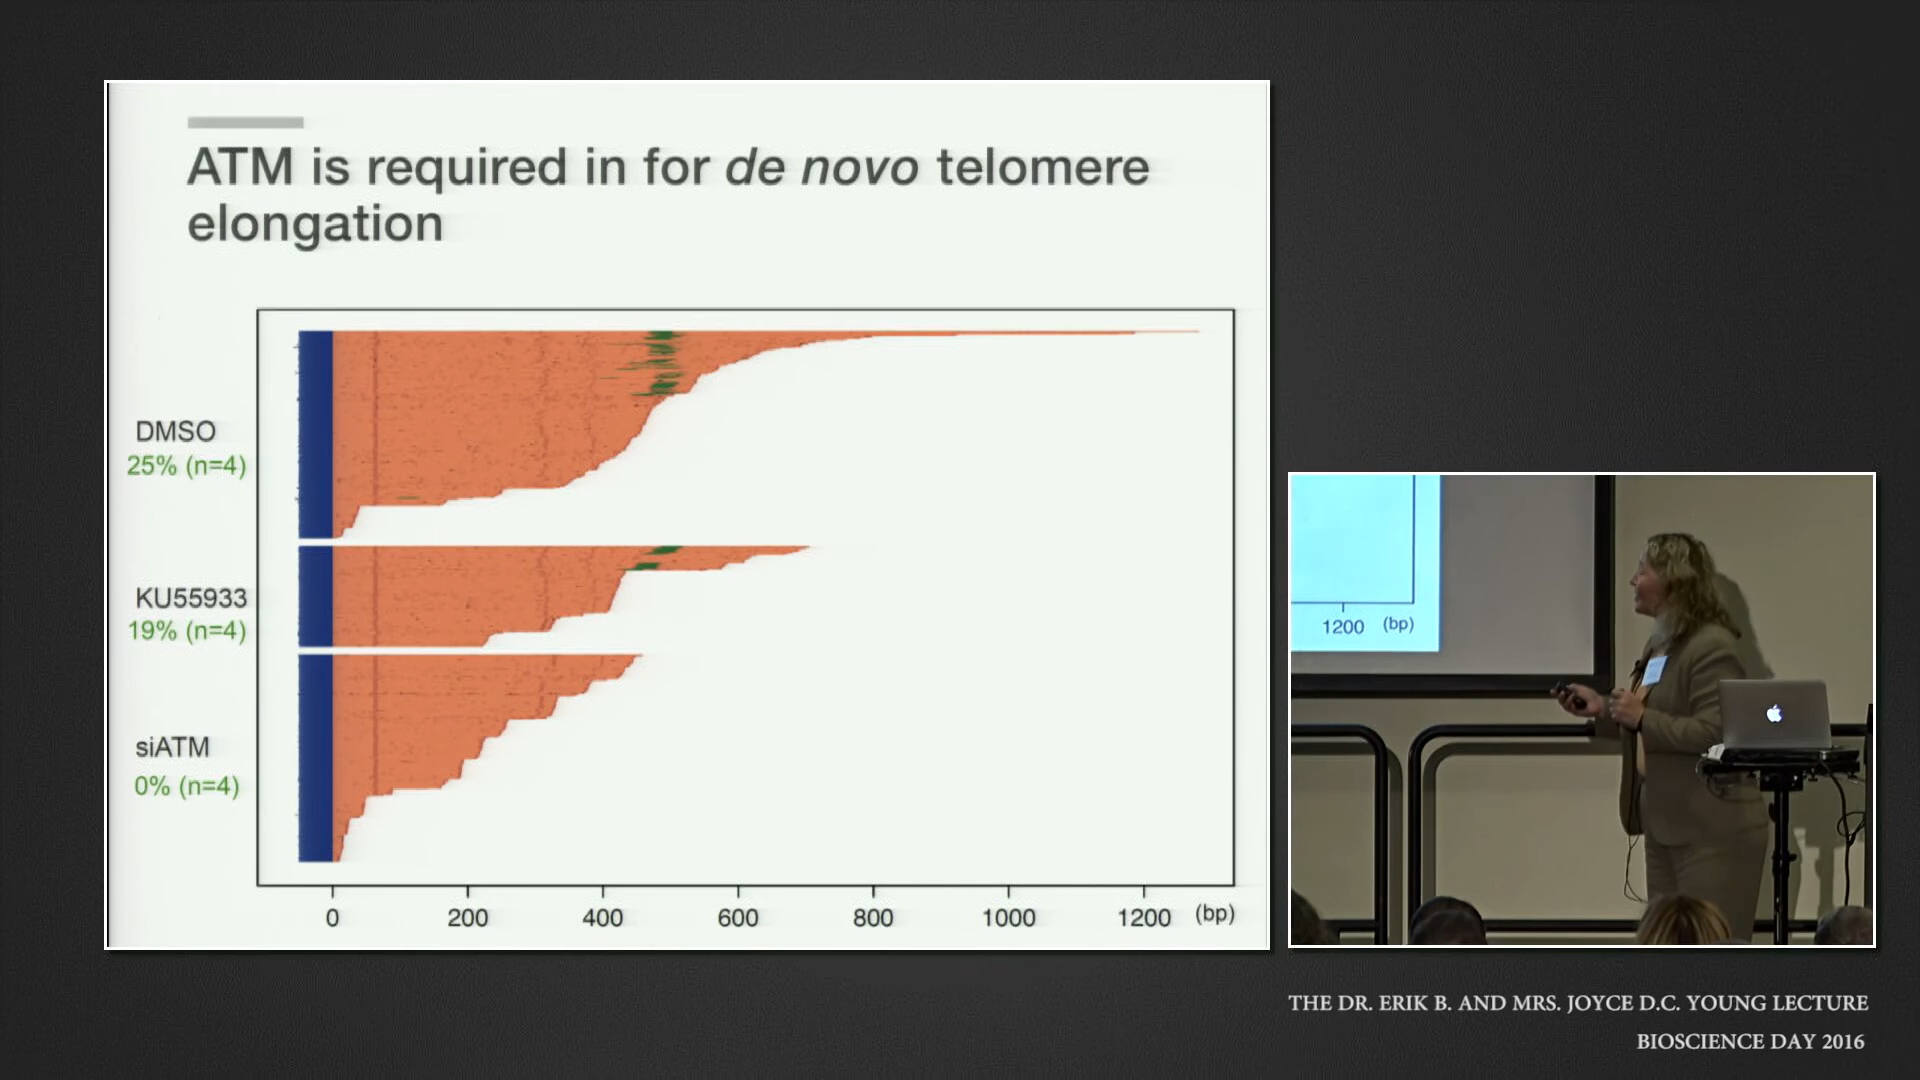 ATM is required in for de novo telomere
elongation
DMSO
25% (n=4)
KU55933
19% (n=4)
siATM
0% (n=4)
0 200 400 600 800 1000 1200 (bp)
1200 (bp)
THE DR. ERIK B. AND MRS. JOYCE D.C. YOUNG LECTURE
BIOSCIENCE DAY 2016